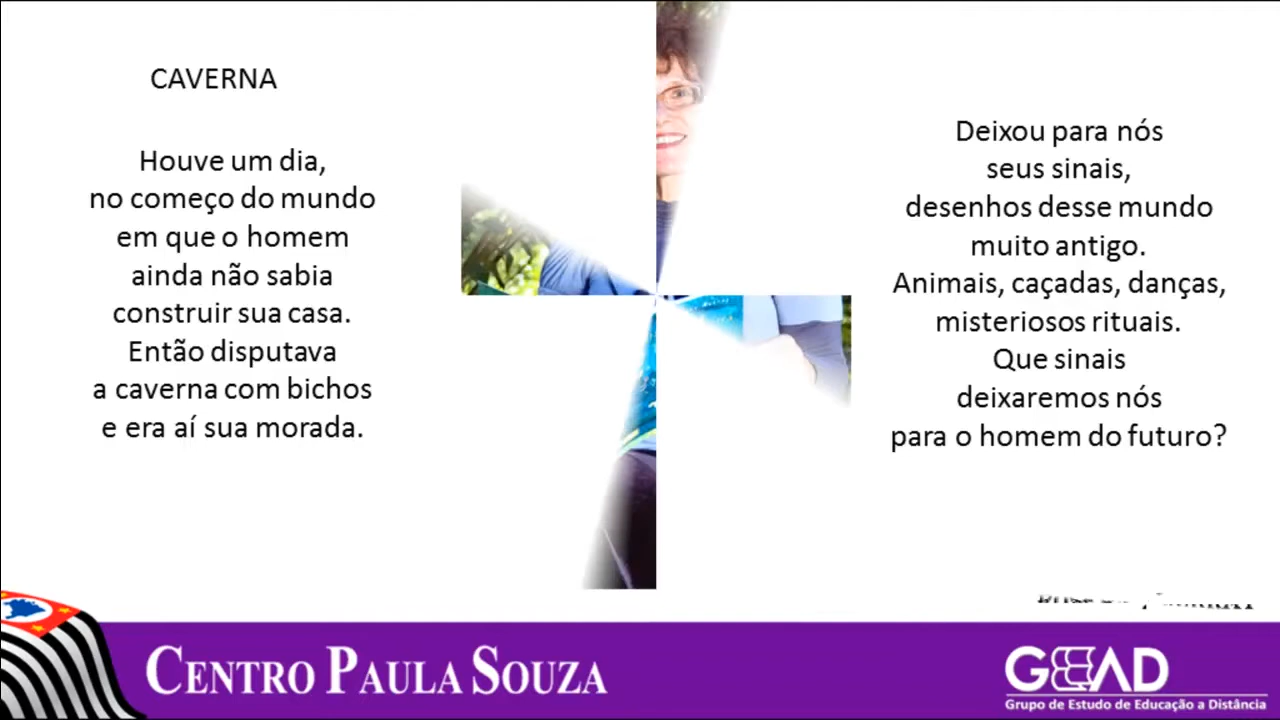 CAVERNA
Houve um dia,
no começo do mundo
em que o homem
ainda não sabia
construir sua casa.
Então disputava
a caverna com bichos
e era aí sua morada.
Deixou para nós
seus sinais,
desenhos desse mundo
muito antigo.
Animais, caçadas, danças,
misteriosos rituais.
Que sinais
deixaremos nós
para o homem do futuro?
CENTRO PAULA SOUZA
GEEAD
Grupo de Estudo de Educação a Distância